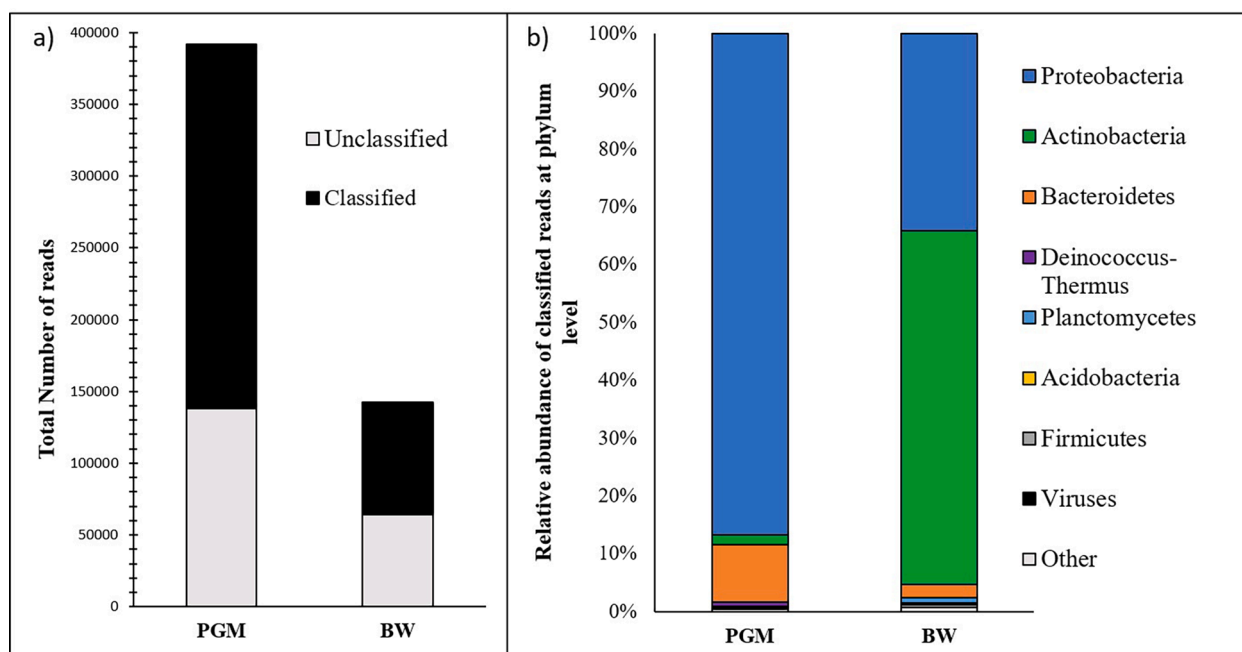 a)
400000
350000
300000
250000
200000
150000
100000
50000
0
Total Number of reads
Unclassified
Classified
PGM
BW
b)
100%
90%
80%
70%
60%
50%
40%
30%
20%
10%
0%
Relative abundance of classified reads at phylum
level
PGM
BW
Proteobacteria
Actinobacteria
Bacteroidetes
Deinococcus-
Thermus
Planctomycetes
Acidobacteria
Firmicutes
Viruses
Other